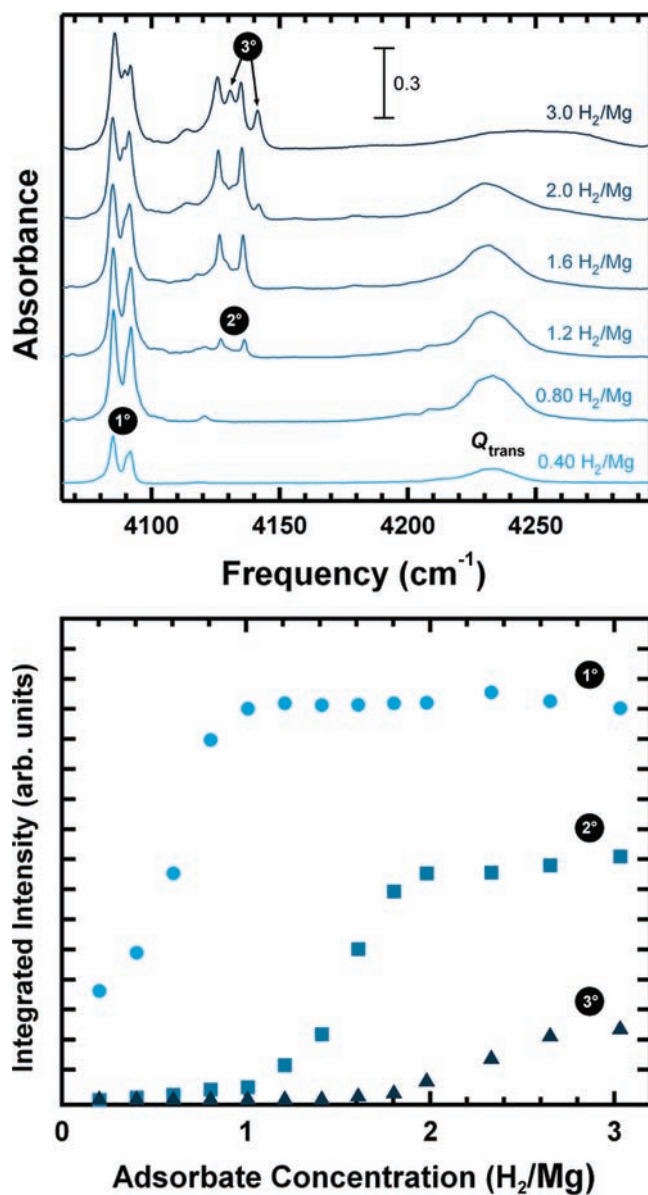 3°
0.3
3.0 H₂/Mg
2.0 H₂/Mg
1.6 H₂/Mg
2°
1.2 H₂/Mg
0.80 H₂/Mg
1°
Q_trans
0.40 H₂/Mg
Absorbance
4100 4150 4200 4250
Frequency (cm⁻¹)
1°
2°
3°
Integrated Intensity (arb. units)
0 1 2 3
Adsorbate Concentration (H₂/Mg)